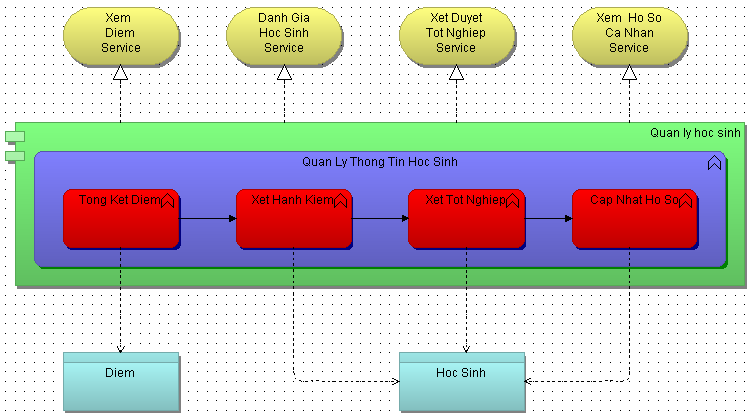 Xem
Diem
Service
Danh Gia
Hoc Sinh
Service
Xet Duyet
Tot Nghiep
Service
Xem Ho So
Ca Nhan
Service
Quan ly hoc sinh
Quan Ly Thong Tin Hoc Sinh
Tong Ket Diem
Xet Hanh Kiem
Xet Tot Nghiep
Cap Nhat Ho So
Diem
Hoc Sinh